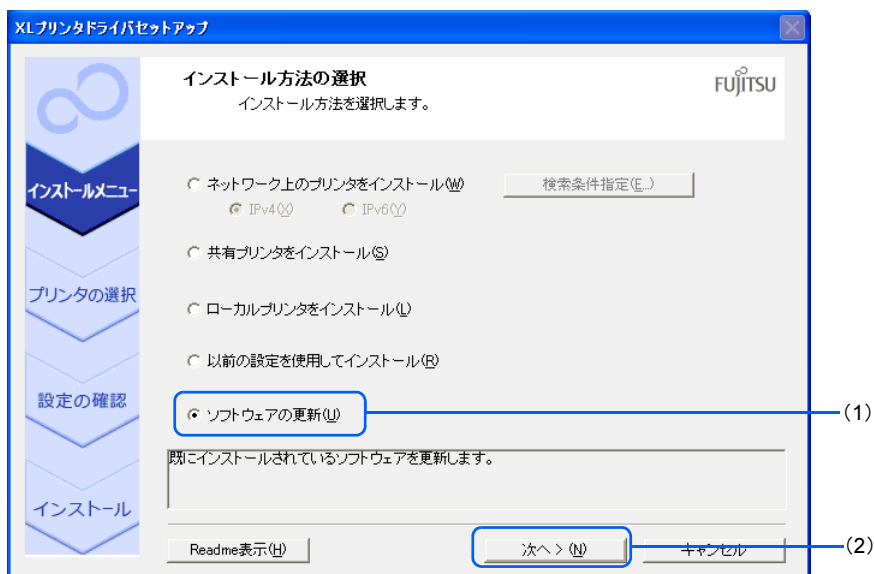 XLプリンタドライバセットアップ
インストール方法の選択
インストール方法を選択します。
FUJITSU
インストールメニュー
プリンタの選択
設定の確認
インストール
ネットワーク上のプリンタをインストール(W)
検索条件指定(E...)
IPv4(X)
IPv6(Y)
共有プリンタをインストール(S)
ローカルプリンタをインストール(L)
以前の設定を使用してインストール(R)
ソフトウェアの更新(U)
(1)
既にインストールされているソフトウェアを更新します。
Readme表示(H)
次へ > (N)
キャンセル
(2)